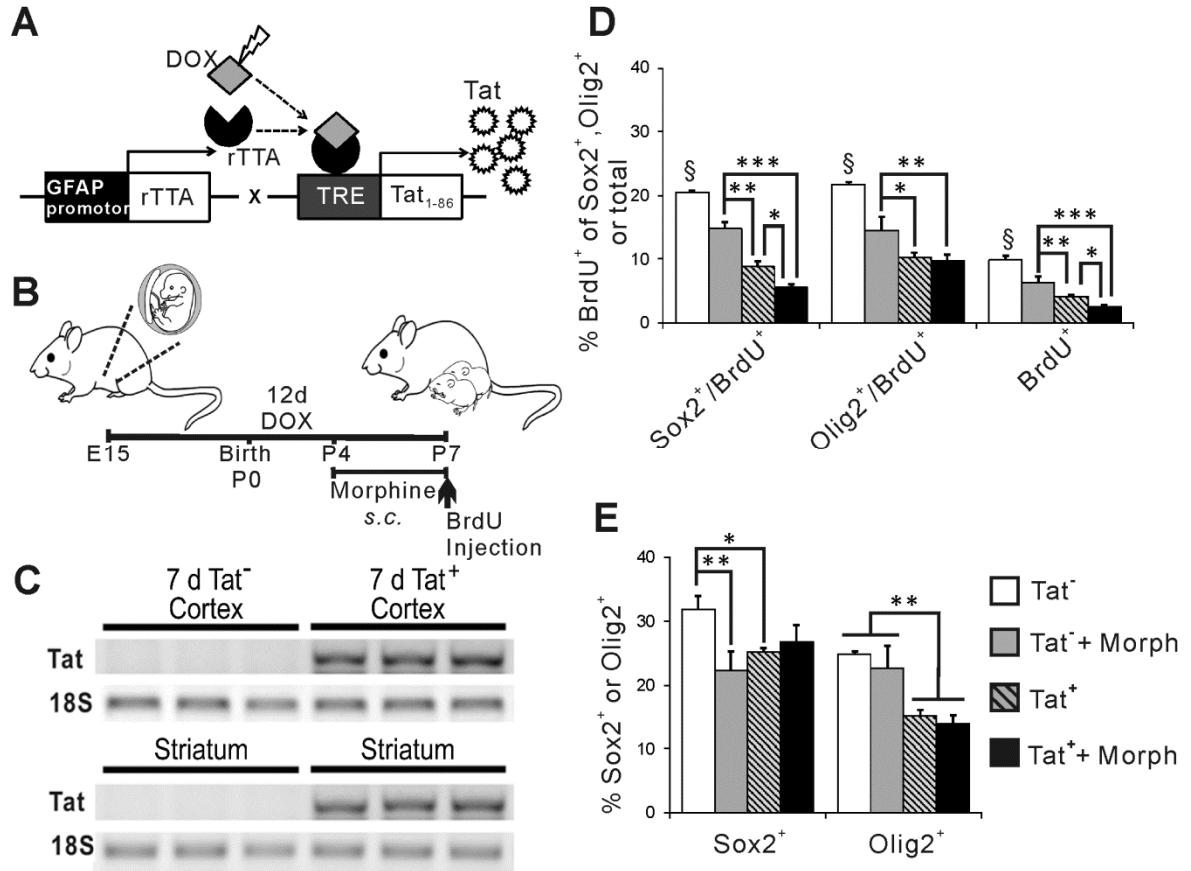 A
DOX
Tat
rTTA
GFAP
promotor
rTTA
x
TRE
Tat1-86
B
12d
DOX
E15
Birth
P0
P4
P7
Morphine
s.c.
BrdU
Injection
C
7 d Tat-
Cortex
7 d Tat+
Cortex
Tat
18S
Striatum
Striatum
Tat
18S
D
% BrdU+ of Sox2+, Olig2+
or total
40
30
20
10
0
§
***
**
*
§
**
*
§
***
**
*
Sox2+/BrdU+
Olig2+/BrdU+
BrdU+
E
% Sox2+ or Olig2+
40
30
20
10
0
*
**
**
Sox2+
Olig2+
Tat-
Tat-+ Morph
Tat+
Tat++ Morph